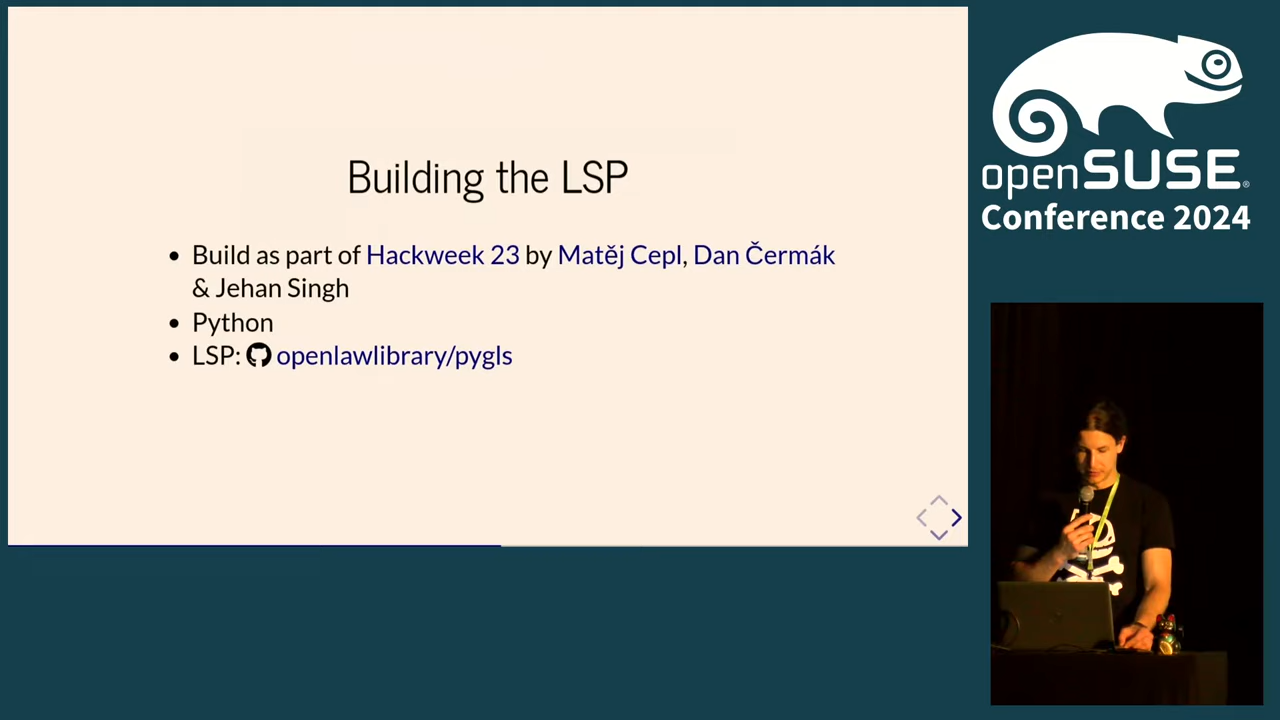 Building the LSP
• Build as part of Hackweek 23 by Matěj Cepl, Dan Čermák
& Jehan Singh
• Python
• LSP: openlawlibrary/pygls
openSUSE®
Conference 2024